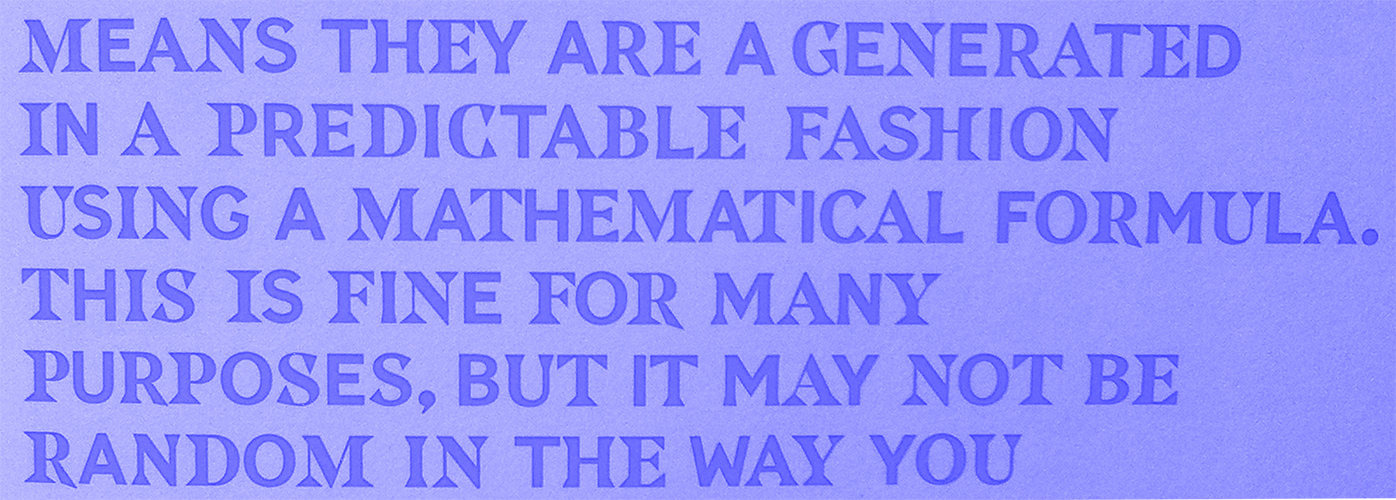 MEANS THEY ARE A GENERATED
IN A PREDICTABLE FASHION
USING A MATHEMATICAL FORMULA.
THIS IS FINE FOR MANY
PURPOSES, BUT IT MAY NOT BE
RANDOM IN THE WAY YOU